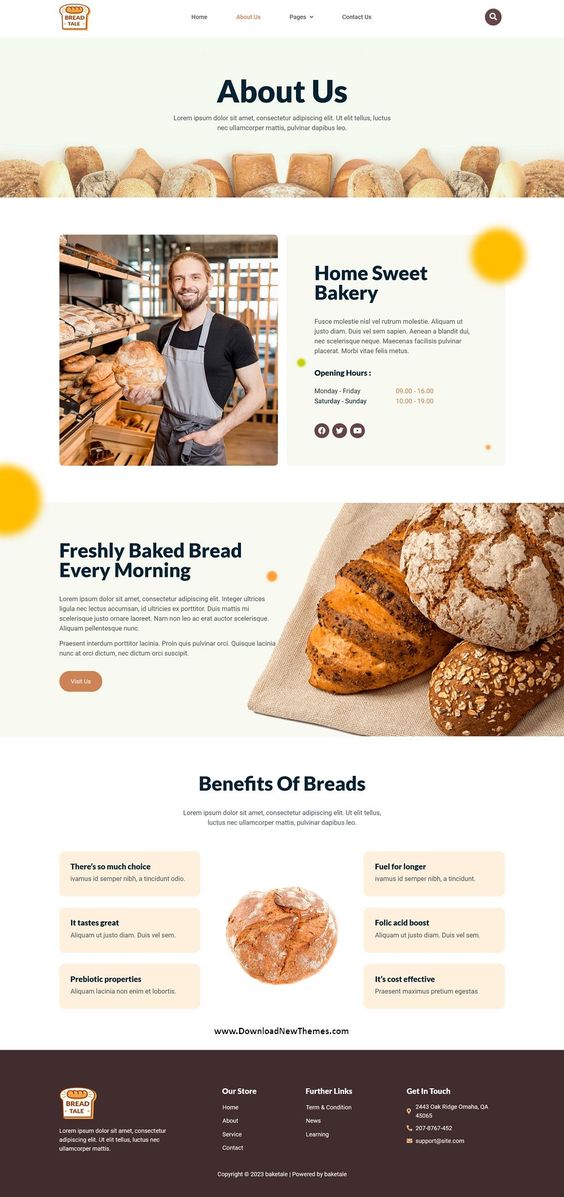 BREAD
TALE
Home
About Us
Pages
Contact Us
About Us
Lorem ipsum dolor sit amet, consectetur adipiscing elit. Ut elit tellus, luctus
nec ullamcorper mattis, pulvinar dapibus leo.
Home Sweet
Bakery
Fusce molestie nisl vel rutrum molestie. Aliquam ut
justo diam. Duis vel sem sapien. Aenean a blandit dui,
nec scelerisque neque. Maecenas facilisis pulvinar
placerat. Morbi vitae felis metus.
Opening Hours :
Monday - Friday 09.00 - 16.00
Saturday - Sunday 10.00 - 19.00
Freshly Baked Bread
Every Morning
Lorem ipsum dolor sit amet, consectetur adipiscing elit. Integer ultrices
ligula nec lectus accumsan, id ultricies ex porttitor. Duis mattis mi
scelerisque justo ornare laoreet. Nam non leo ac erat auctor scelerisque.
Aliquam pellentesque nunc.
Praesent interdum porttitor lacinia. Proin quis pulvinar orci. Quisque lacinia
nunc at orci dictum, nec dictum orci suscipit.
Visit Us
Benefits Of Breads
Lorem ipsum dolor sit amet, consectetur adipiscing elit. Ut elit tellus,
luctus nec ullamcorper mattis, pulvinar dapibus leo.
There's so much choice
ivamus id semper nibh, a tincidunt odio.
It tastes great
Aliquam ut justo diam. Duis vel sem.
Prebiotic properties
Aliquam lacinia non enim et lobortis.
Fuel for longer
ivamus id semper nibh, a tincidunt.
Folic acid boost
Aliquam ut justo diam. Duis vel sem.
It's cost effective
Praesent maximus pretium egestas
www.DownloadNewThemes.com
BREAD
TALE
Lorem ipsum dolor sit amet, consectetur
adipiscing elit. Ut elit tellus, luctus nec
ullamcorper mattis.
Our Store
Home
About
Service
Contact
Further Links
Term & Condition
News
Learning
Get In Touch
2443 Oak Ridge Omaha, QA
45065
207-8767-452
support@site.com
Copyright © 2023 baketale | Powered by baketale